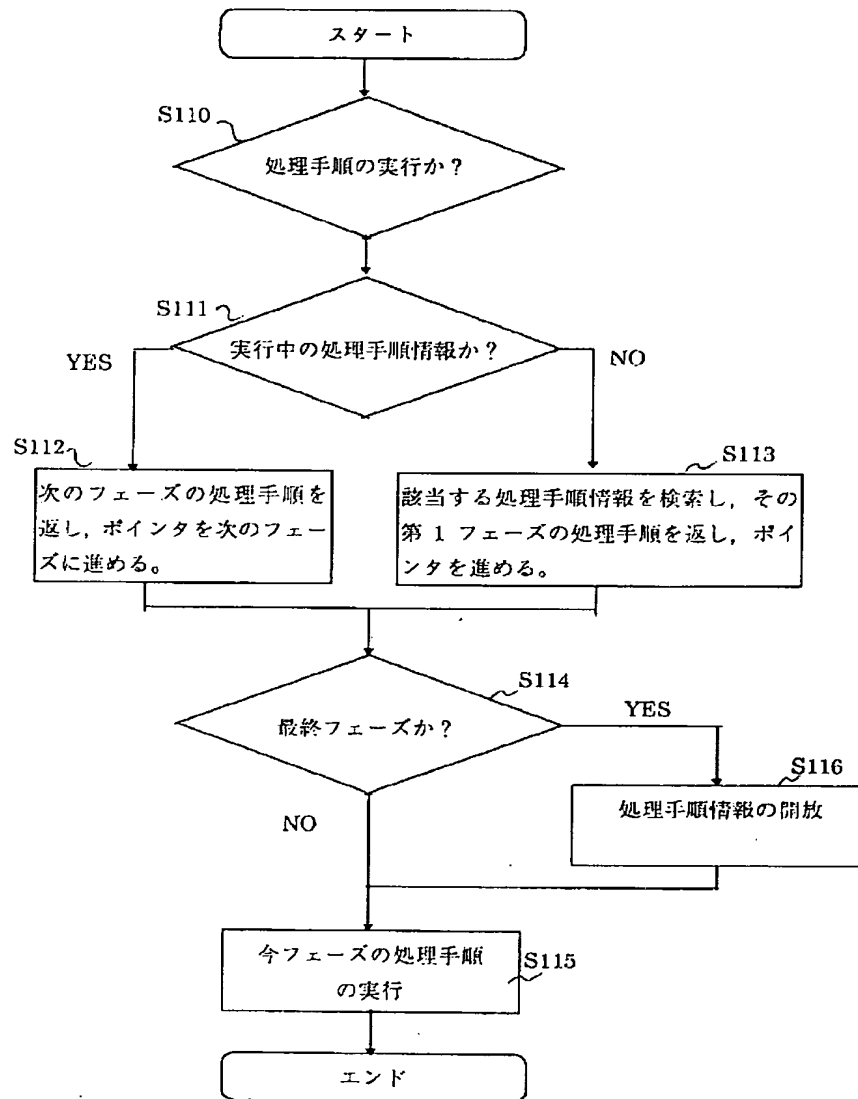 スタート
S110
処理手順の実行か？
S111
実行中の処理手順情報か？
YES
NO
S112
次のフェーズの処理手順を
返し，ポインタを次のフェー
ズに進める。
S113
該当する処理手順情報を検索し，その
第 1 フェーズの処理手順を返し，ポイ
ンタを進める。
S114
最終フェーズか？
YES
S116
処理手順情報の開放
NO
今フェーズの処理手順
の実行
S115
エンド